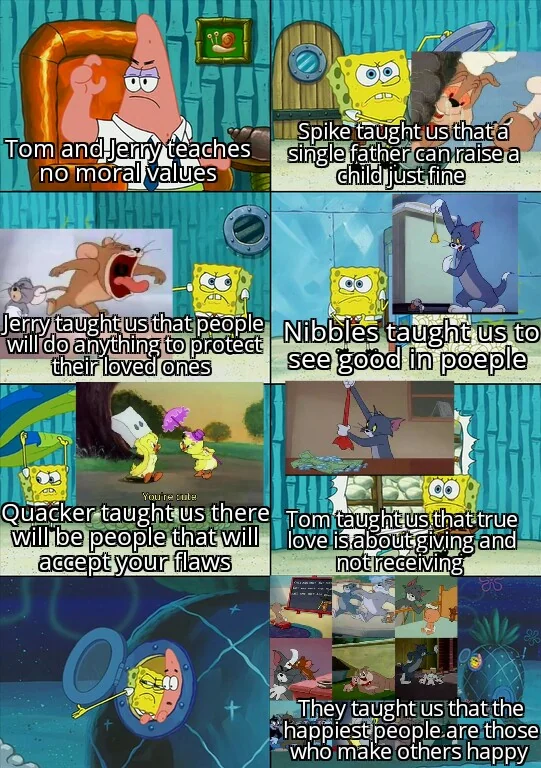 Tom and Jerry teaches
no moral values
Spike taught us that a
single father can raise a
child just fine
Jerry taught us that people
will do anything to protect
their loved ones
Nibbles taught us to
see good in poeple
You're cute
Quacker taught us there
will be people that will
accept your flaws
Tom taught us that true
love is about giving and
not receiving
They taught us that the
happiest people are those
who make others happy